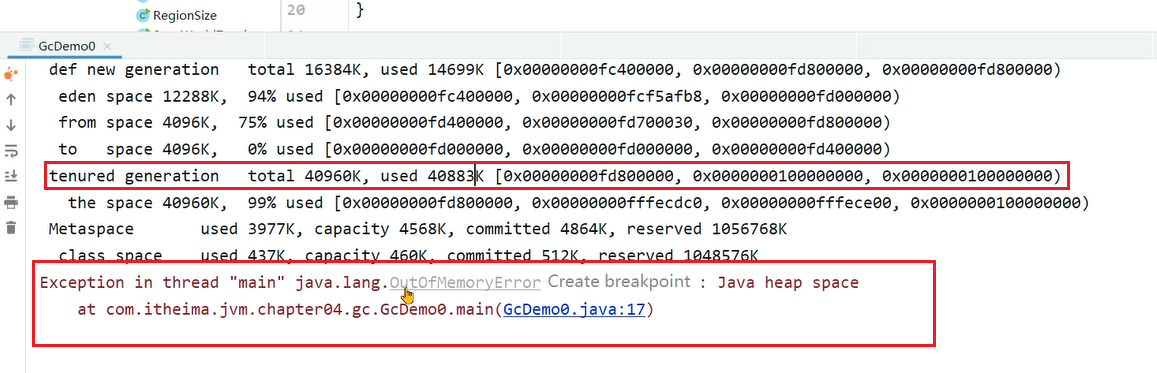 RegionSize
20 }
GcDemo0 ×
def new generation   total 16384K, used 14699K [0x00000000fc400000, 0x00000000fd800000, 0x00000000fd800000)
eden space 12288K,  94% used [0x00000000fc400000, 0x00000000fcf5afb8, 0x00000000fd000000)
from space 4096K,  75% used [0x00000000fd400000, 0x00000000fd700030, 0x00000000fd800000)
to   space 4096K,   0% used [0x00000000fd000000, 0x00000000fd000000, 0x00000000fd400000)
tenured generation   total 40960K, used 40883K [0x00000000fd800000, 0x0000000100000000, 0x0000000100000000)
the space 40960K,  99% used [0x00000000fd800000, 0x00000000fffecdc0, 0x00000000fffece00, 0x0000000100000000)
Metaspace       used 3977K, capacity 4568K, committed 4864K, reserved 1056768K
class space    used 437K, capacity 460K, committed 512K, reserved 1048576K
Exception in thread "main" java.lang.OutOfMemoryError Create breakpoint : Java heap space
at com.itheima.jvm.chapter04.gc.GcDemo0.main(GcDemo0.java:17)